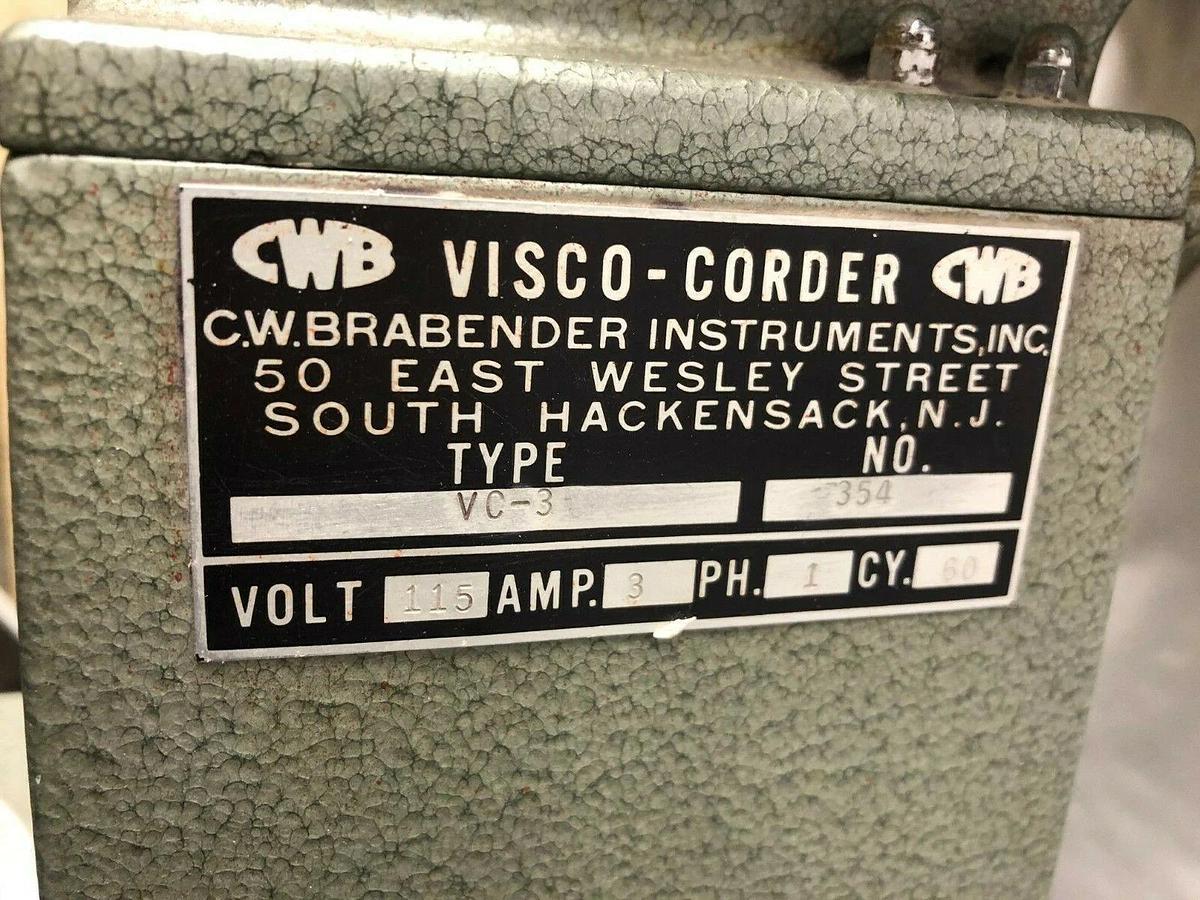 CWB VISCO-CORDER CWB
C.W. BRABENDER INSTRUMENTS, INC.
50 EAST WESLEY STREET
SOUTH HACKENSACK, N.J.
TYPE NO.
VC-3 354
VOLT 115 AMP. 3 PH. 1 CY. 60